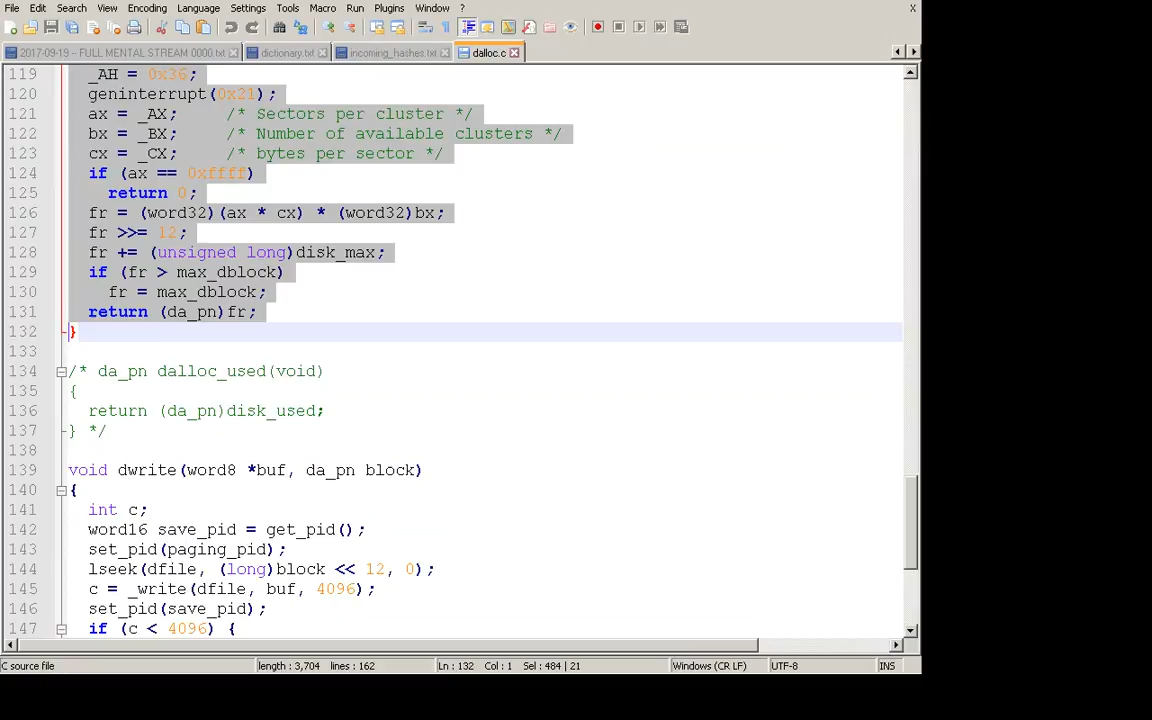 File Edit Search View Encoding Language Settings Tools Macro Run Plugins Window ? X
2017-09-19 – FULL MENTAL STREAM 0000.txt dictionary.txt incoming_hashes.txt dalloc.c
119 _AH = 0x36;
120 geninterrupt(0x21);
121 ax = _AX; /* Sectors per cluster */
122 bx = _BX; /* Number of available clusters */
123 cx = _CX; /* bytes per sector */
124 if (ax == 0xffff)
125 return 0;
126 fr = (word32)(ax * cx) * (word32)bx;
127 fr >>= 12;
128 fr += (unsigned long)disk_max;
129 if (fr > max_dblock)
130 fr = max_dblock;
131 return (da_pn)fr;
132 }
133
134 /* da_pn dalloc_used(void)
135 {
136 return (da_pn)disk_used;
137 } */
138
139 void dwrite(word8 *buf, da_pn block)
140 {
141 int c;
142 word16 save_pid = get_pid();
143 set_pid(paging_pid);
144 lseek(dfile, (long)block << 12, 0);
145 c = _write(dfile, buf, 4096);
146 set_pid(save_pid);
147 if (c < 4096) {
C source file length : 3,704 lines : 162 Ln : 132 Col : 1 Sel : 484 | 21 Windows (CR LF) UTF-8 INS